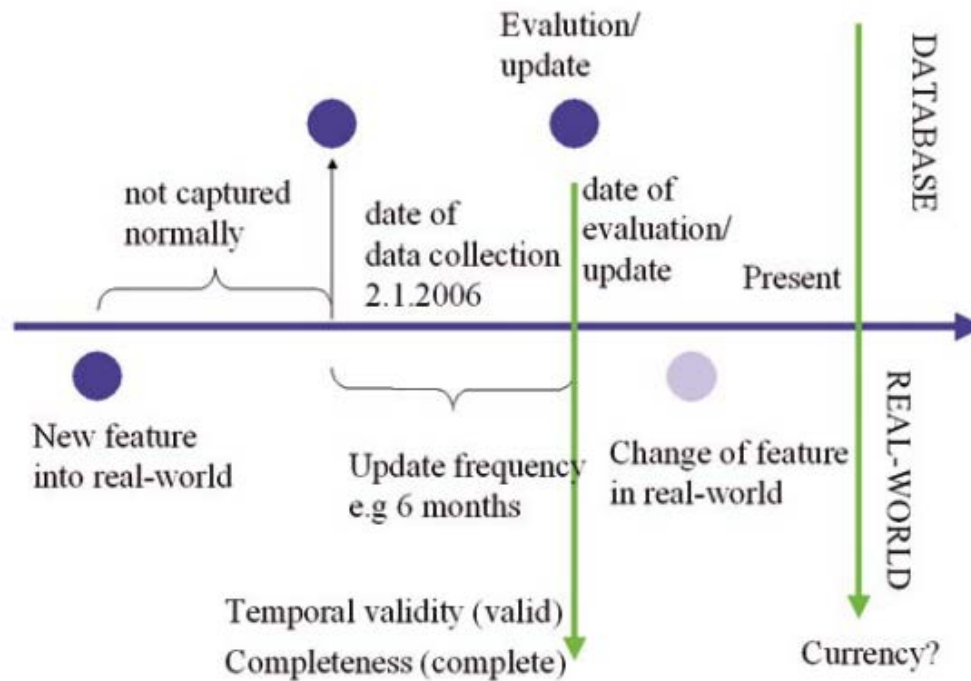 Evalution/
update
DATABASE
not captured
normally
date of
data collection
2.1.2006
date of
evaluation/
update
Present
New feature
into real-world
Update frequency
e.g 6 months
Change of feature
in real-world
REAL-WORLD
Temporal validity (valid)
Completeness (complete)
Currency?